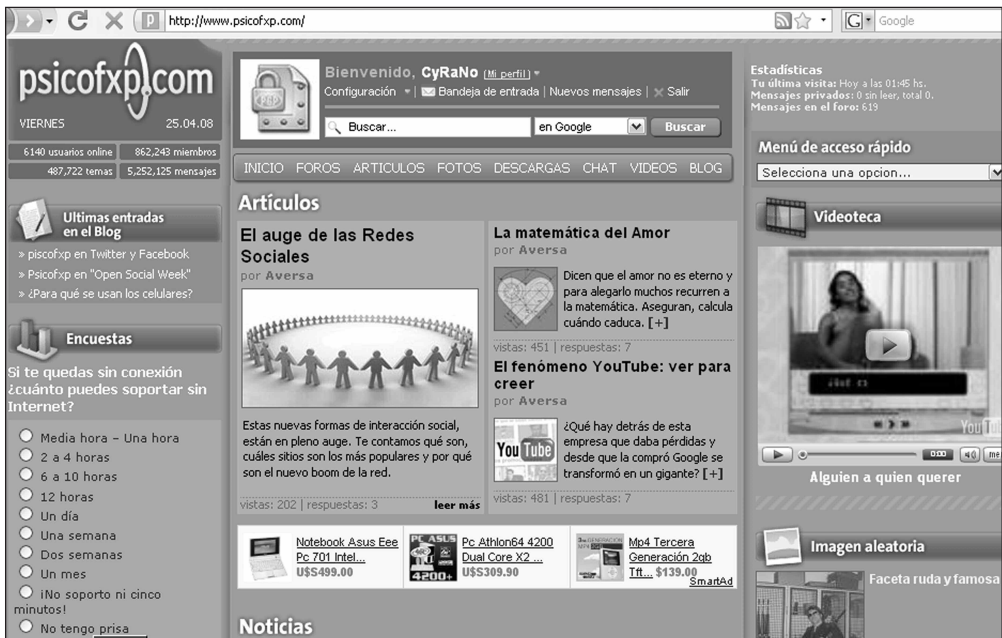 http://www.psicofxp.com/
Google
psicofxp.com
VIERNES 25.04.08
6140 usuarios online 862,243 miembros
487,722 temas 5,252,125 mensajes
Ultimas entradas
en el Blog
» piscofxp en Twitter y Facebook
» Psicofxp en "Open Social Week"
» ¿Para qué se usan los celulares?
Encuestas
Si te quedas sin conexión
¿cuánto puedes soportar sin
Internet?
Media hora – Una hora
2 a 4 horas
6 a 10 horas
12 horas
Un día
Una semana
Dos semanas
Un mes
¡No soporto ni cinco
minutos!
No tengo prisa
Bienvenido, CyRaNo (Mi perfil)
Configuración | Bandeja de entrada | Nuevos mensajes | Salir
Buscar... en Google Buscar
INICIO FOROS ARTICULOS FOTOS DESCARGAS CHAT VIDEOS BLOG
Artículos
El auge de las Redes
Sociales
por Aversa
Estas nuevas formas de interacción social,
están en pleno auge. Te contamos qué son,
cuáles sitios son los más populares y por qué
son el nuevo boom de la red.
vistas: 202 | respuestas: 3 leer más
La matemática del Amor
por Aversa
Dicen que el amor no es eterno y
para alegarlo muchos recurren a
la matemática. Aseguran, calcula
cuándo caduca. [+]
vistas: 451 | respuestas: 7
El fenómeno YouTube: ver para
creer
por Aversa
You Tube
¿Qué hay detrás de esta
empresa que daba pérdidas y
desde que la compró Google se
transformó en un gigante? [+]
vistas: 481 | respuestas: 7
Notebook Asus Eee
Pc 701 Intel...
U$S499.00
PC ASUS
4200+
Pc Athlon64 4200
Dual Core X2 ...
U$S309.90
Mp4 Tercera
Generación 2gb
Tft... $139.00
SmartAd
Noticias
Estadísticas
Tu última visita: Hoy a las 01:45 hs.
Mensajes privados: 0 sin leer, total 0.
Mensajes en el foro: 619
Menú de acceso rápido
Selecciona una opcion...
Videoteca
YouT
0:00
me
Alguien a quien querer
Imagen aleatoria
Faceta ruda y famosa